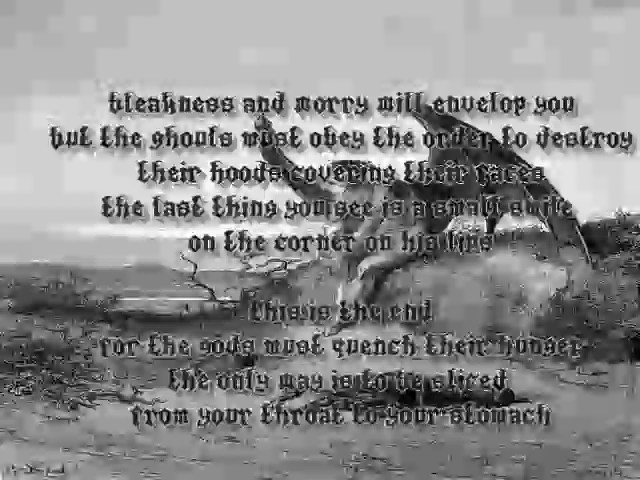 bleakness and worry will envelop you
but the ghouls must obey the order to destroy
their hoods covering their faces
the last thing you see is a small smile
on the corner on his lips
this is the end
for the gods must quench their hunger
the only way is to be sliced
from your throat to your stomach